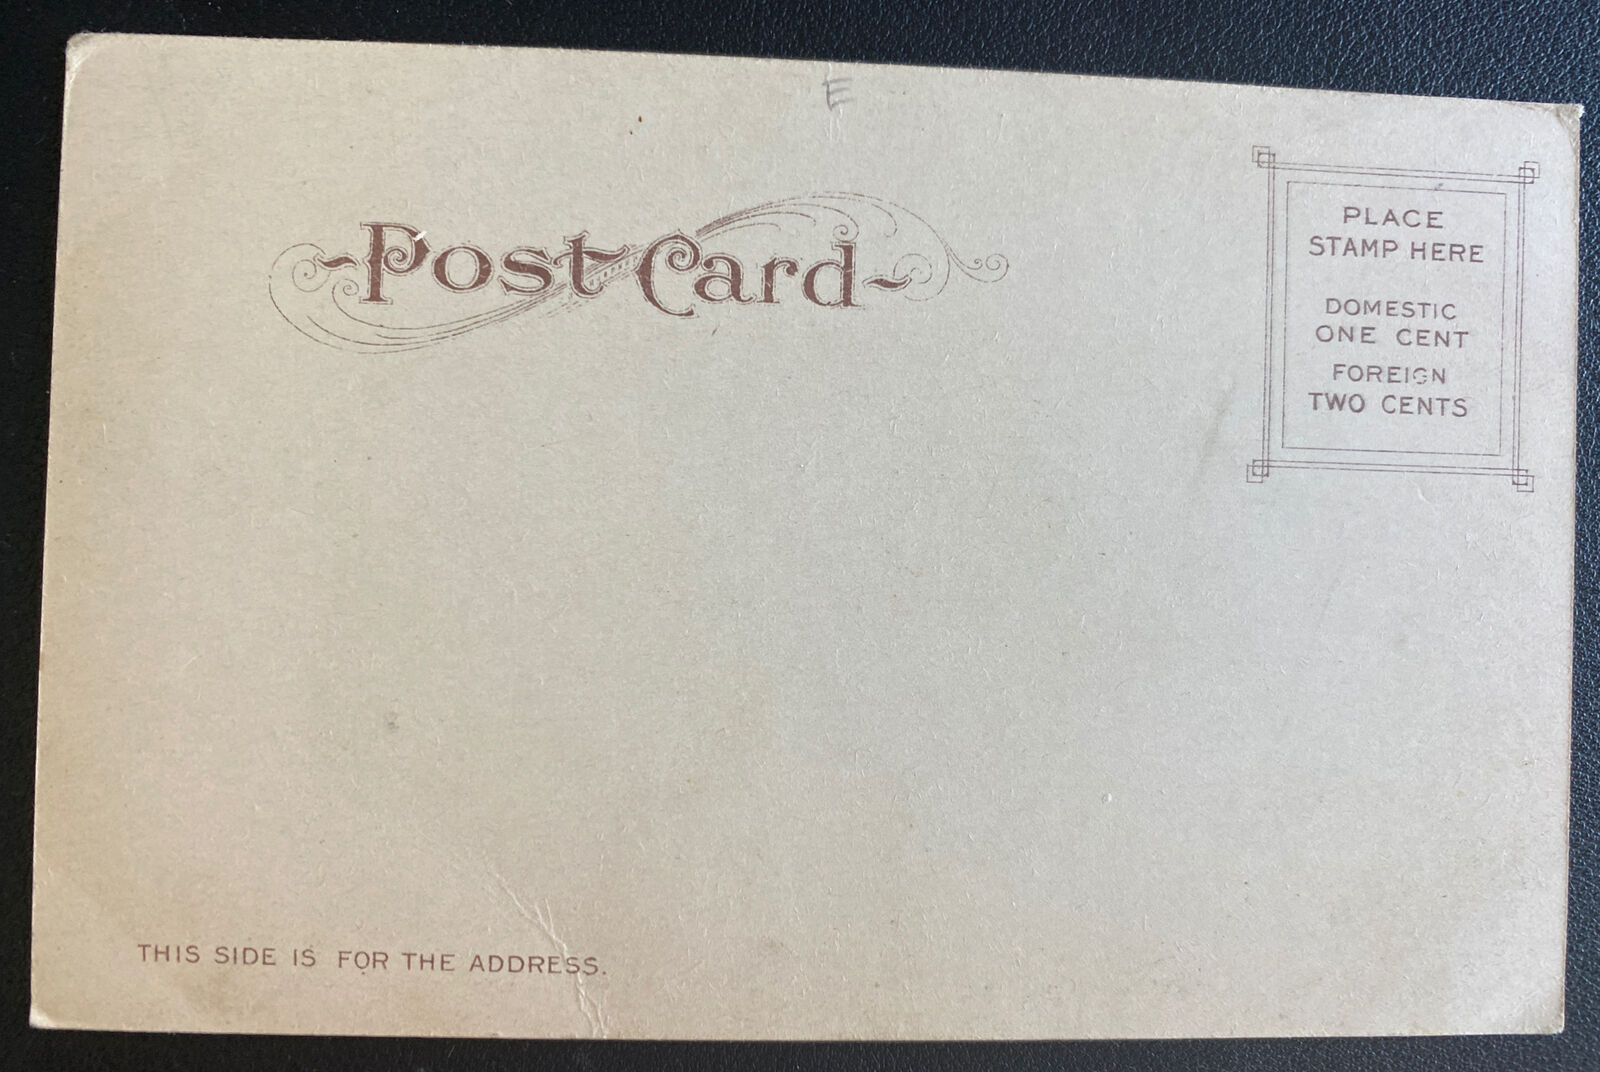 E
Post Card
PLACE
STAMP HERE
DOMESTIC
ONE CENT
FOREIGN
TWO CENTS
THIS SIDE IS FOR THE ADDRESS.